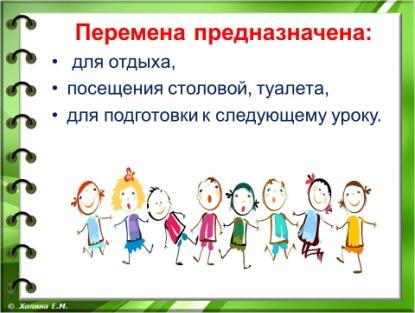 Перемена предназначена:
• для отдыха,
• посещения столовой, туалета,
• для подготовки к следующему уроку.
© Холина Е.М.